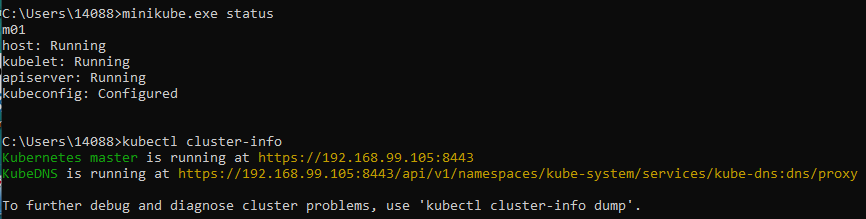 C:\Users\14088>minikube.exe status
m01
host: Running
kubelet: Running
apiserver: Running
kubeconfig: Configured
C:\Users\14088>kubectl cluster-info
Kubernetes master is running at https://192.168.99.105:8443
KubeDNS is running at https://192.168.99.105:8443/api/v1/namespaces/kube-system/services/kube-dns:dns/proxy
To further debug and diagnose cluster problems, use 'kubectl cluster-info dump'.